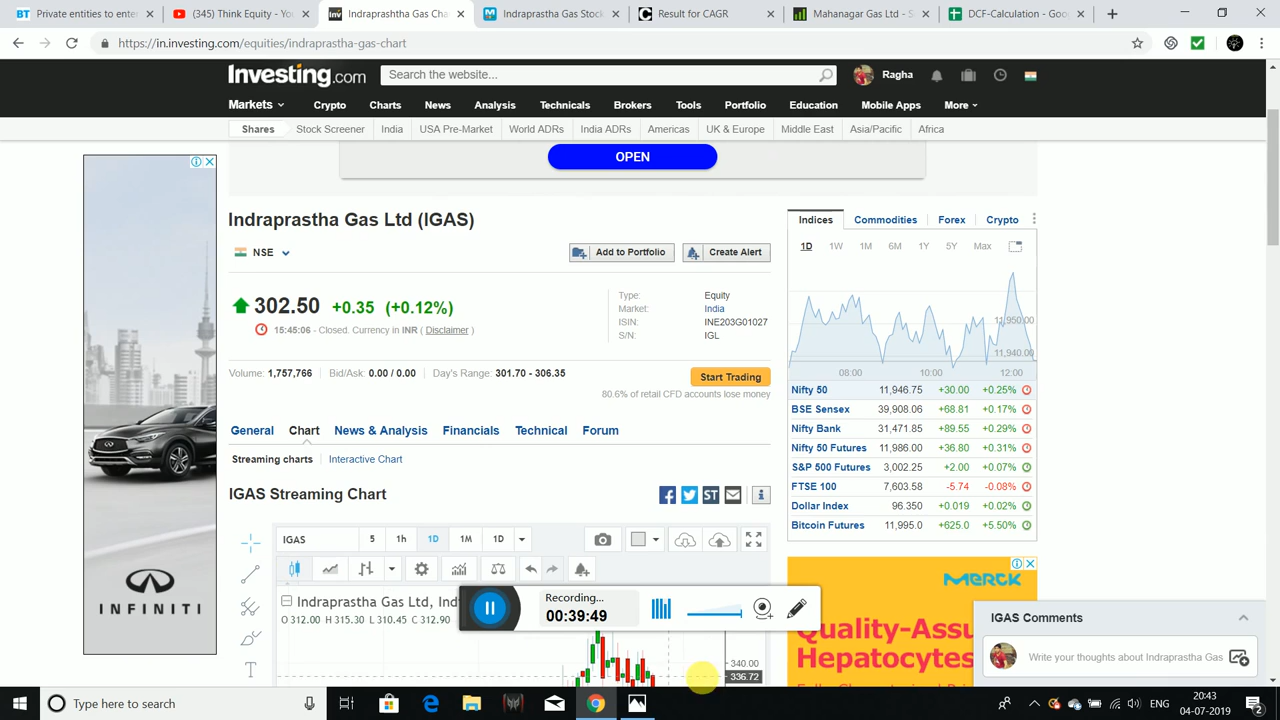 Private entities to enter
(345) Think Equity - Yo
Indraprashtha Gas Cha
Indraprastha Gas Stock
Result for CAGR
Mahanagar Gas Ltd - S
DCF-Calculation - Goo
https://in.investing.com/equities/indraprastha-gas-chart
Investing.com
Search the website...
Ragha
Markets
Crypto
Charts
News
Analysis
Technicals
Brokers
Tools
Portfolio
Education
Mobile Apps
More
Shares
Stock Screener
India
USA Pre-Market
World ADRs
India ADRs
Americas
UK & Europe
Middle East
Asia/Pacific
Africa
OPEN
Indraprastha Gas Ltd (IGAS)
NSE
Add to Portfolio
Create Alert
302.50 +0.35 (+0.12%)
15:45:06 - Closed. Currency in INR ( Disclaimer )
Type: Equity
Market: India
ISIN: INE203G01027
S/N: IGL
Volume: 1,757,766
Bid/Ask: 0.00 / 0.00
Day's Range: 301.70 - 306.35
Start Trading
80.6% of retail CFD accounts lose money
General
Chart
News & Analysis
Financials
Technical
Forum
Streaming charts
Interactive Chart
IGAS Streaming Chart
ST
IGAS
5
1h
1D
1M
1D
Indraprastha Gas Ltd, Ind
O 312.00 H 315.30 L 310.45 C 312.90
340.00
336.72
Recording...
00:39:49
Indices
Commodities
Forex
Crypto
1D
1W
1M
6M
1Y
5Y
Max
11,950.00
11,940.00
08:00
10:00
12:00
Nifty 50 11,946.75 +30.00 +0.25%
BSE Sensex 39,908.06 +68.81 +0.17%
Nifty Bank 31,471.85 +89.55 +0.29%
Nifty 50 Futures 11,986.00 +36.80 +0.31%
S&P 500 Futures 3,002.25 +2.00 +0.07%
FTSE 100 7,603.58 -5.74 -0.08%
Dollar Index 96.350 +0.019 +0.02%
Bitcoin Futures 11,995.0 +625.0 +5.50%
INFINITI
MERCK
Quality-Assu
Hepatocytes
IGAS Comments
Write your thoughts about Indraprastha Gas
Type here to search
ENG
20:43
04-07-2019
2